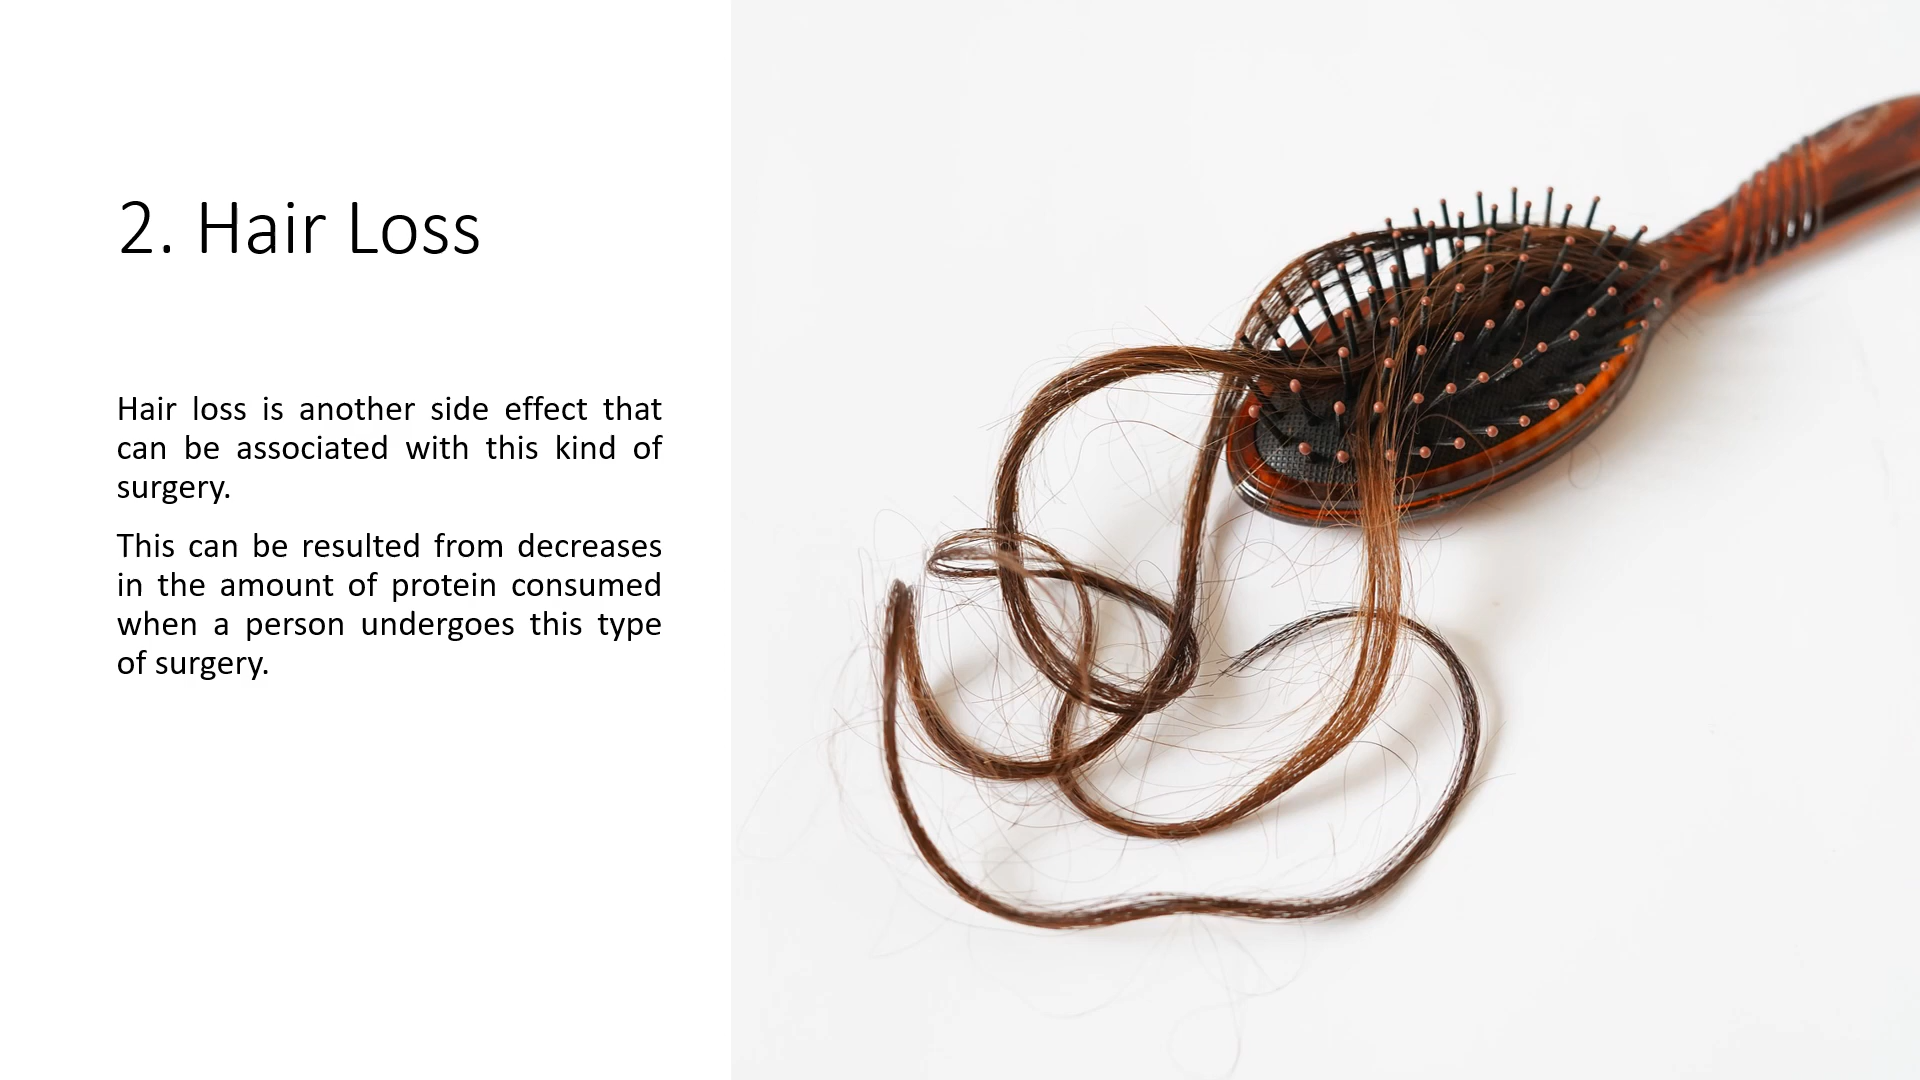 2. Hair Loss
Hair loss is another side effect that
can be associated with this kind of
surgery.
This can be resulted from decreases
in the amount of protein consumed
when a person undergoes this type
of surgery.